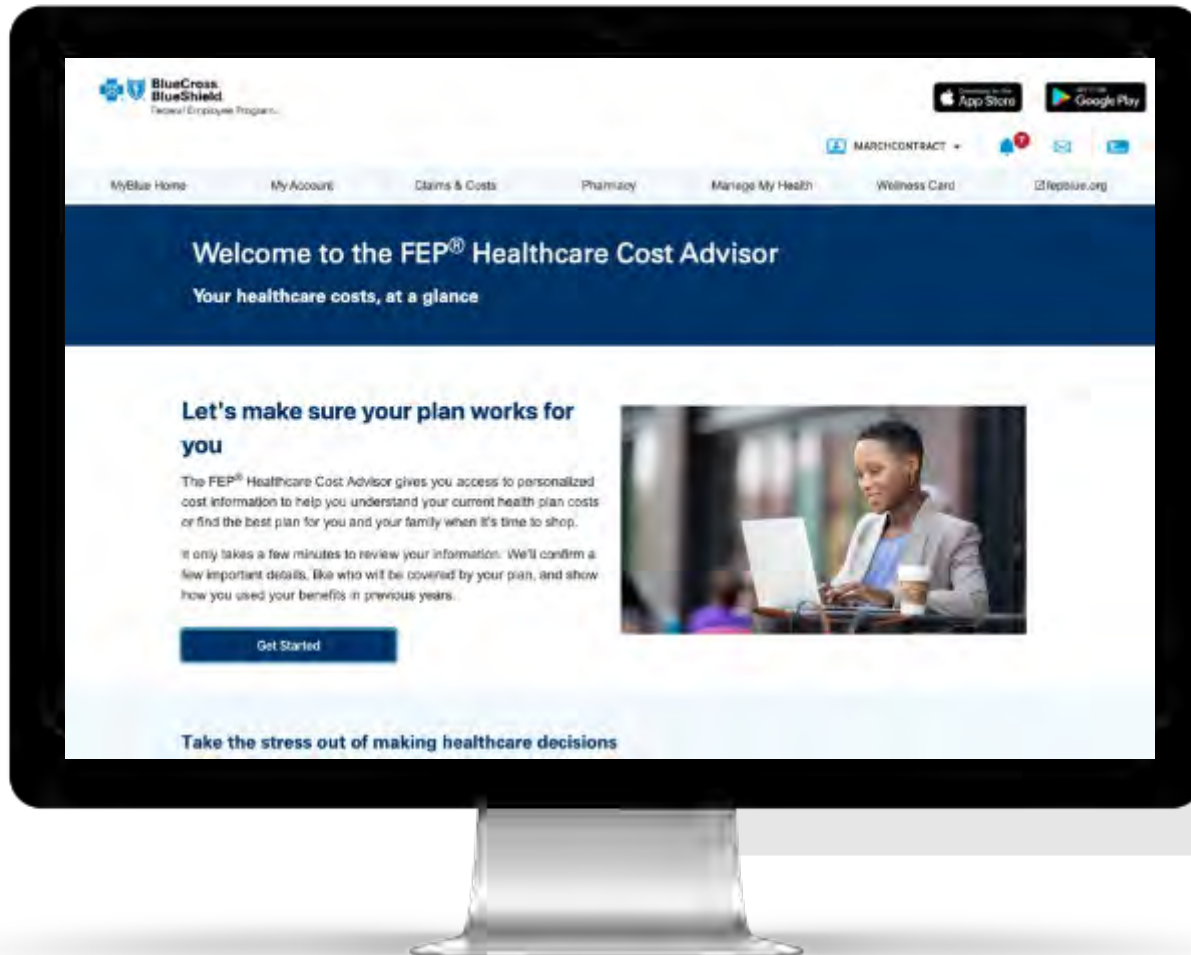 BlueCross
BlueShield
Federal Employee Program.
App Store
Google Play
MARCHCONTRACT
7
MyBlue Home
My Account
Claims & Costs
Pharmacy
Manage My Health
Wellness Card
fepblue.org
Welcome to the FEP® Healthcare Cost Advisor
Your healthcare costs, at a glance
Let's make sure your plan works for
you
The FEP® Healthcare Cost Advisor gives you access to personalized
cost information to help you understand your current health plan costs
or find the best plan for you and your family when it's time to shop.
It only takes a few minutes to review your information. We'll confirm a
few important details, like who will be covered by your plan, and show
how you used your benefits in previous years.
Get Started
Take the stress out of making healthcare decisions